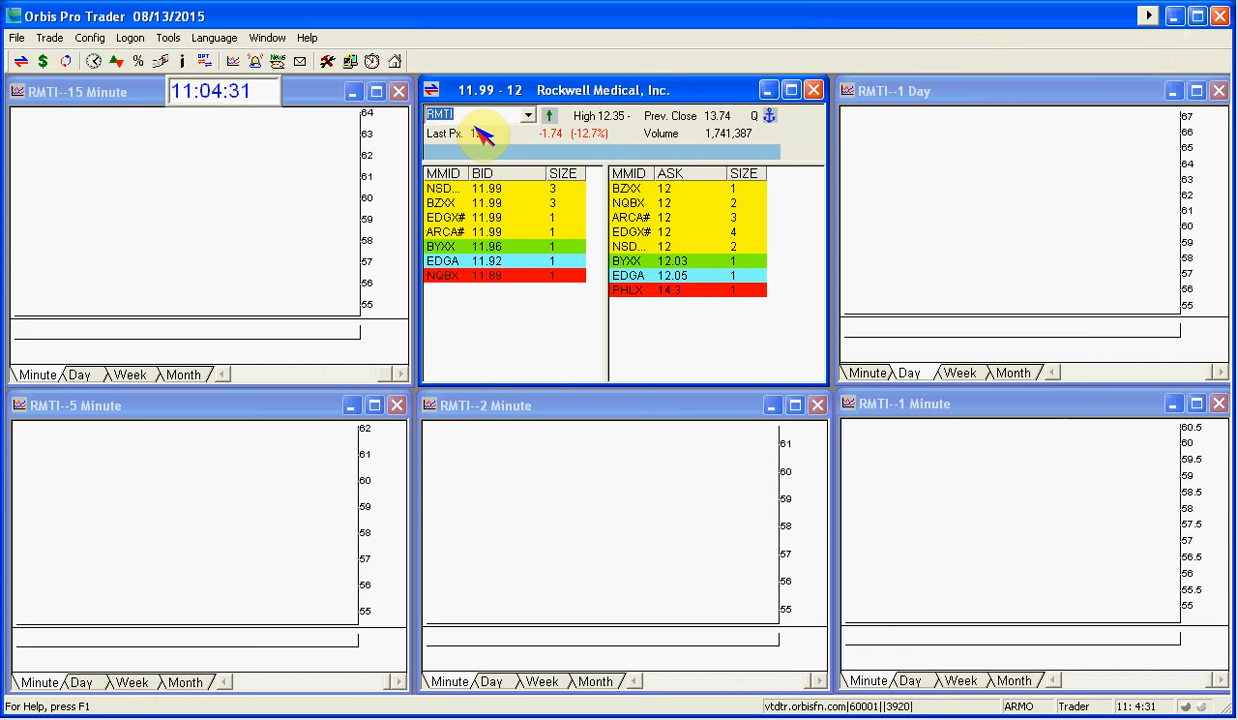 Orbis Pro Trader 08/13/2015
File Trade Config Logon Tools Language Window Help
RMTI--15 Minute
11:04:31
64
63
62
61
60
59
58
57
56
55
Minute Day Week Month
11.99 - 12 Rockwell Medical, Inc.
RMTI High 12.35 - Prev. Close 13.74 Q
Last Px. -1.74 (-12.7%) Volume 1,741,387
MMID BID SIZE
NSD... 11.99 3
BZXX 11.99 3
EDGX# 11.99 1
ARCA# 11.99 1
BYXX 11.96 1
EDGA 11.92 1
NQBX 11.89 1
MMID ASK SIZE
BZXX 12 1
NQBX 12 2
ARCA# 12 3
EDGX# 12 4
NSD... 12 2
BYXX 12.03 1
EDGA 12.05 1
PHLX 14.3 1
RMTI--1 Day
67
66
65
64
63
62
61
60
59
58
57
56
55
Minute Day Week Month
RMTI--5 Minute
62
61
60
59
58
57
56
55
Minute Day Week Month
RMTI--2 Minute
61
60
59
58
57
56
55
Minute Day Week Month
RMTI--1 Minute
60.5
60
59.5
59
58.5
58
57.5
57
56.5
56
55.5
55
Minute Day Week Month
For Help, press F1
vtdtr.orbisfn.com|60001||3920| ARMO Trader 11: 4:31